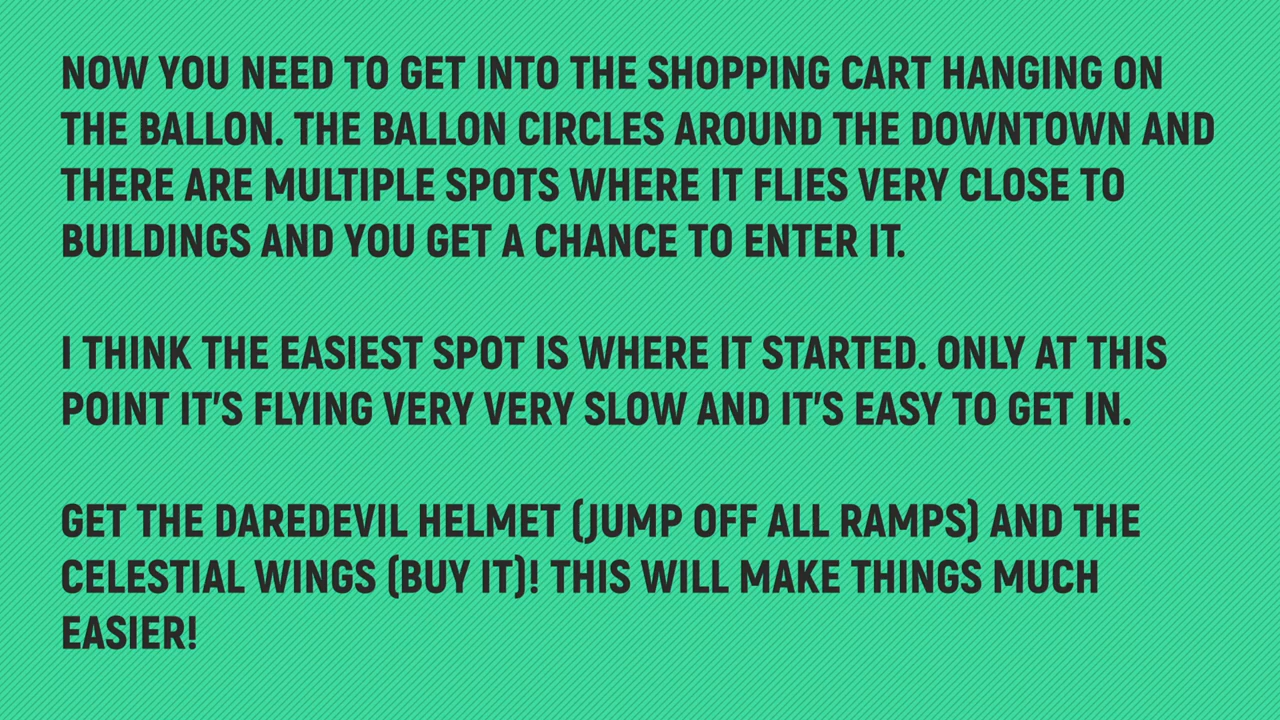 NOW YOU NEED TO GET INTO THE SHOPPING CART HANGING ON
THE BALLON. THE BALLON CIRCLES AROUND THE DOWNTOWN AND
THERE ARE MULTIPLE SPOTS WHERE IT FLIES VERY CLOSE TO
BUILDINGS AND YOU GET A CHANCE TO ENTER IT.
I THINK THE EASIEST SPOT IS WHERE IT STARTED. ONLY AT THIS
POINT IT'S FLYING VERY VERY SLOW AND IT'S EASY TO GET IN.
GET THE DAREDEVIL HELMET (JUMP OFF ALL RAMPS) AND THE
CELESTIAL WINGS (BUY IT)! THIS WILL MAKE THINGS MUCH
EASIER!